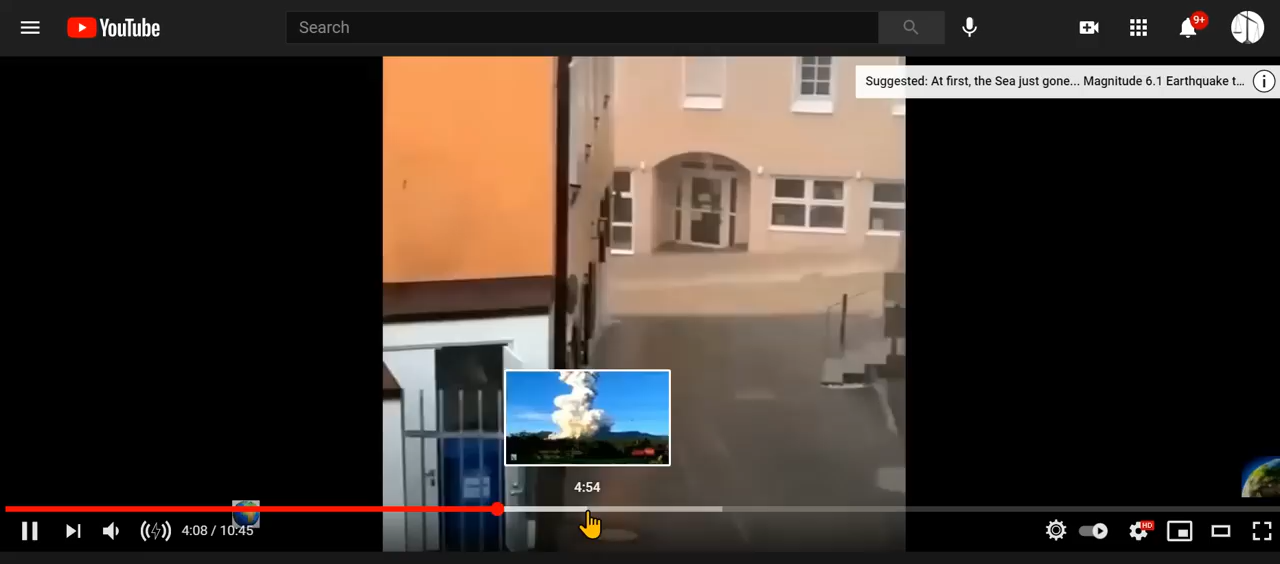 YouTube
Search
9+
Suggested: At first, the Sea just gone... Magnitude 6.1 Earthquake t...
4:54
4:08 / 10:45
HD